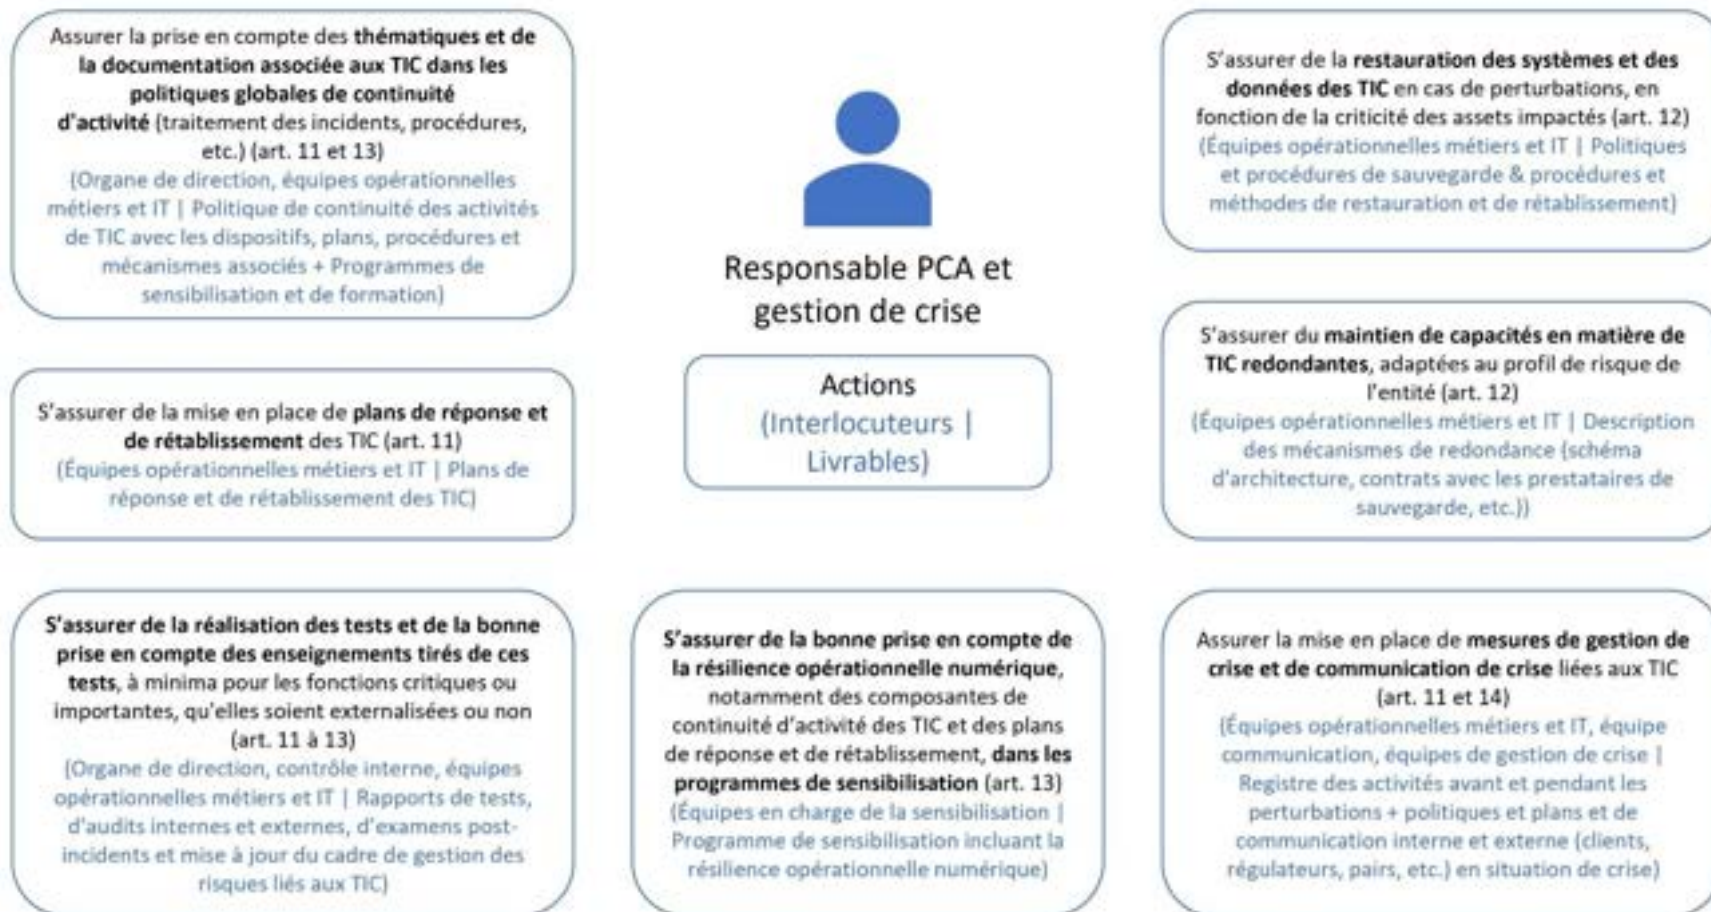 Assurer la prise en compte des thématiques et de
la documentation associée aux TIC dans les
politiques globales de continuité
d'activité (traitement des incidents, procédures,
etc.) (art. 11 et 13)
(Organe de direction, équipes opérationnelles
métiers et IT | Politique de continuité des activités
de TIC avec les dispositifs, plans, procédures et
mécanismes associés + Programmes de
sensibilisation et de formation)
S'assurer de la mise en place de plans de réponse et
de rétablissement des TIC (art. 11)
(Équipes opérationnelles métiers et IT | Plans de
réponse et de rétablissement des TIC)
S'assurer de la réalisation des tests et de la bonne
prise en compte des enseignements tirés de ces
tests, à minima pour les fonctions critiques ou
importantes, qu'elles soient externalisées ou non
(art. 11 à 13)
(Organe de direction, contrôle interne, équipes
opérationnelles métiers et IT | Rapports de tests,
d'audits internes et externes, d'examens post-
incidents et mise à jour du cadre de gestion des
risques liés aux TIC)
Responsable PCA et
gestion de crise
Actions
(Interlocuteurs |
Livrables)
S'assurer de la bonne prise en compte de
la résilience opérationnelle numérique,
notamment des composantes de
continuité d'activité des TIC et des plans
de réponse et de rétablissement, dans les
programmes de sensibilisation (art. 13)
(Équipes en charge de la sensibilisation |
Programme de sensibilisation incluant la
résilience opérationnelle numérique)
S'assurer de la restauration des systèmes et des
données des TIC en cas de perturbations, en
fonction de la criticité des assets impactés (art. 12)
(Équipes opérationnelles métiers et IT | Politiques
et procédures de sauvegarde & procédures et
méthodes de restauration et de rétablissement)
S'assurer du maintien de capacités en matière de
TIC redondantes, adaptées au profil de risque de
l'entité (art. 12)
(Équipes opérationnelles métiers et IT | Description
des mécanismes de redondance (schéma
d'architecture, contrats avec les prestataires de
sauvegarde, etc.))
Assurer la mise en place de mesures de gestion de
crise et de communication de crise liées aux TIC
(art. 11 et 14)
(Équipes opérationnelles métiers et IT, équipe
communication, équipes de gestion de crise |
Registre des activités avant et pendant les
perturbations + politiques et plans et de
communication interne et externe (clients,
régulateurs, pairs, etc.) en situation de crise)